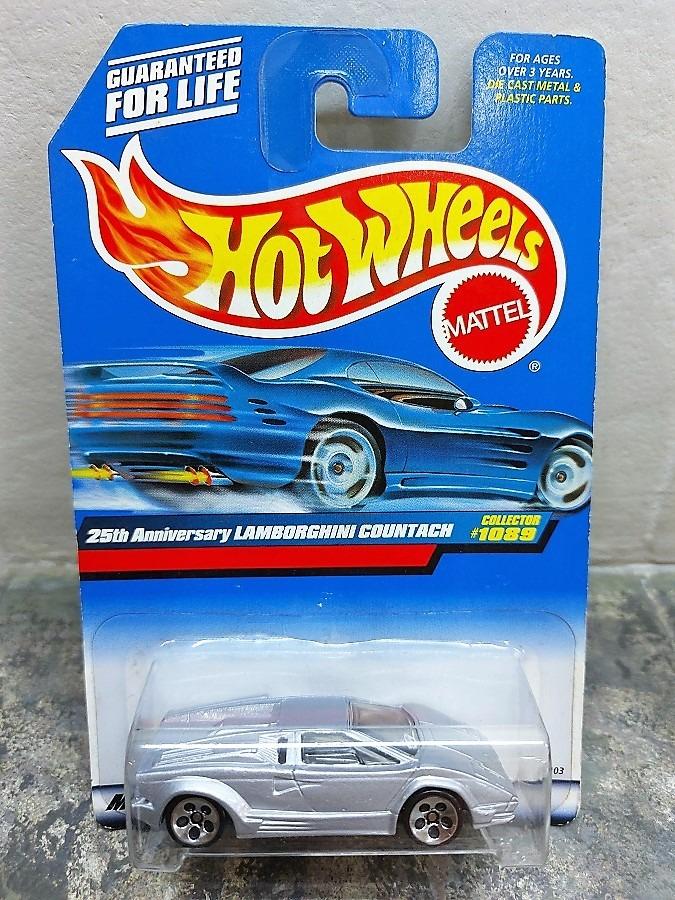 GUARANTEED
FOR LIFE
FOR AGES
OVER 3 YEARS.
DIE CAST METAL &
PLASTIC PARTS.
HOT WHEELS
MATTEL
®
25th Anniversary LAMBORGHINI COUNTACH
COLLECTOR
#1089
03